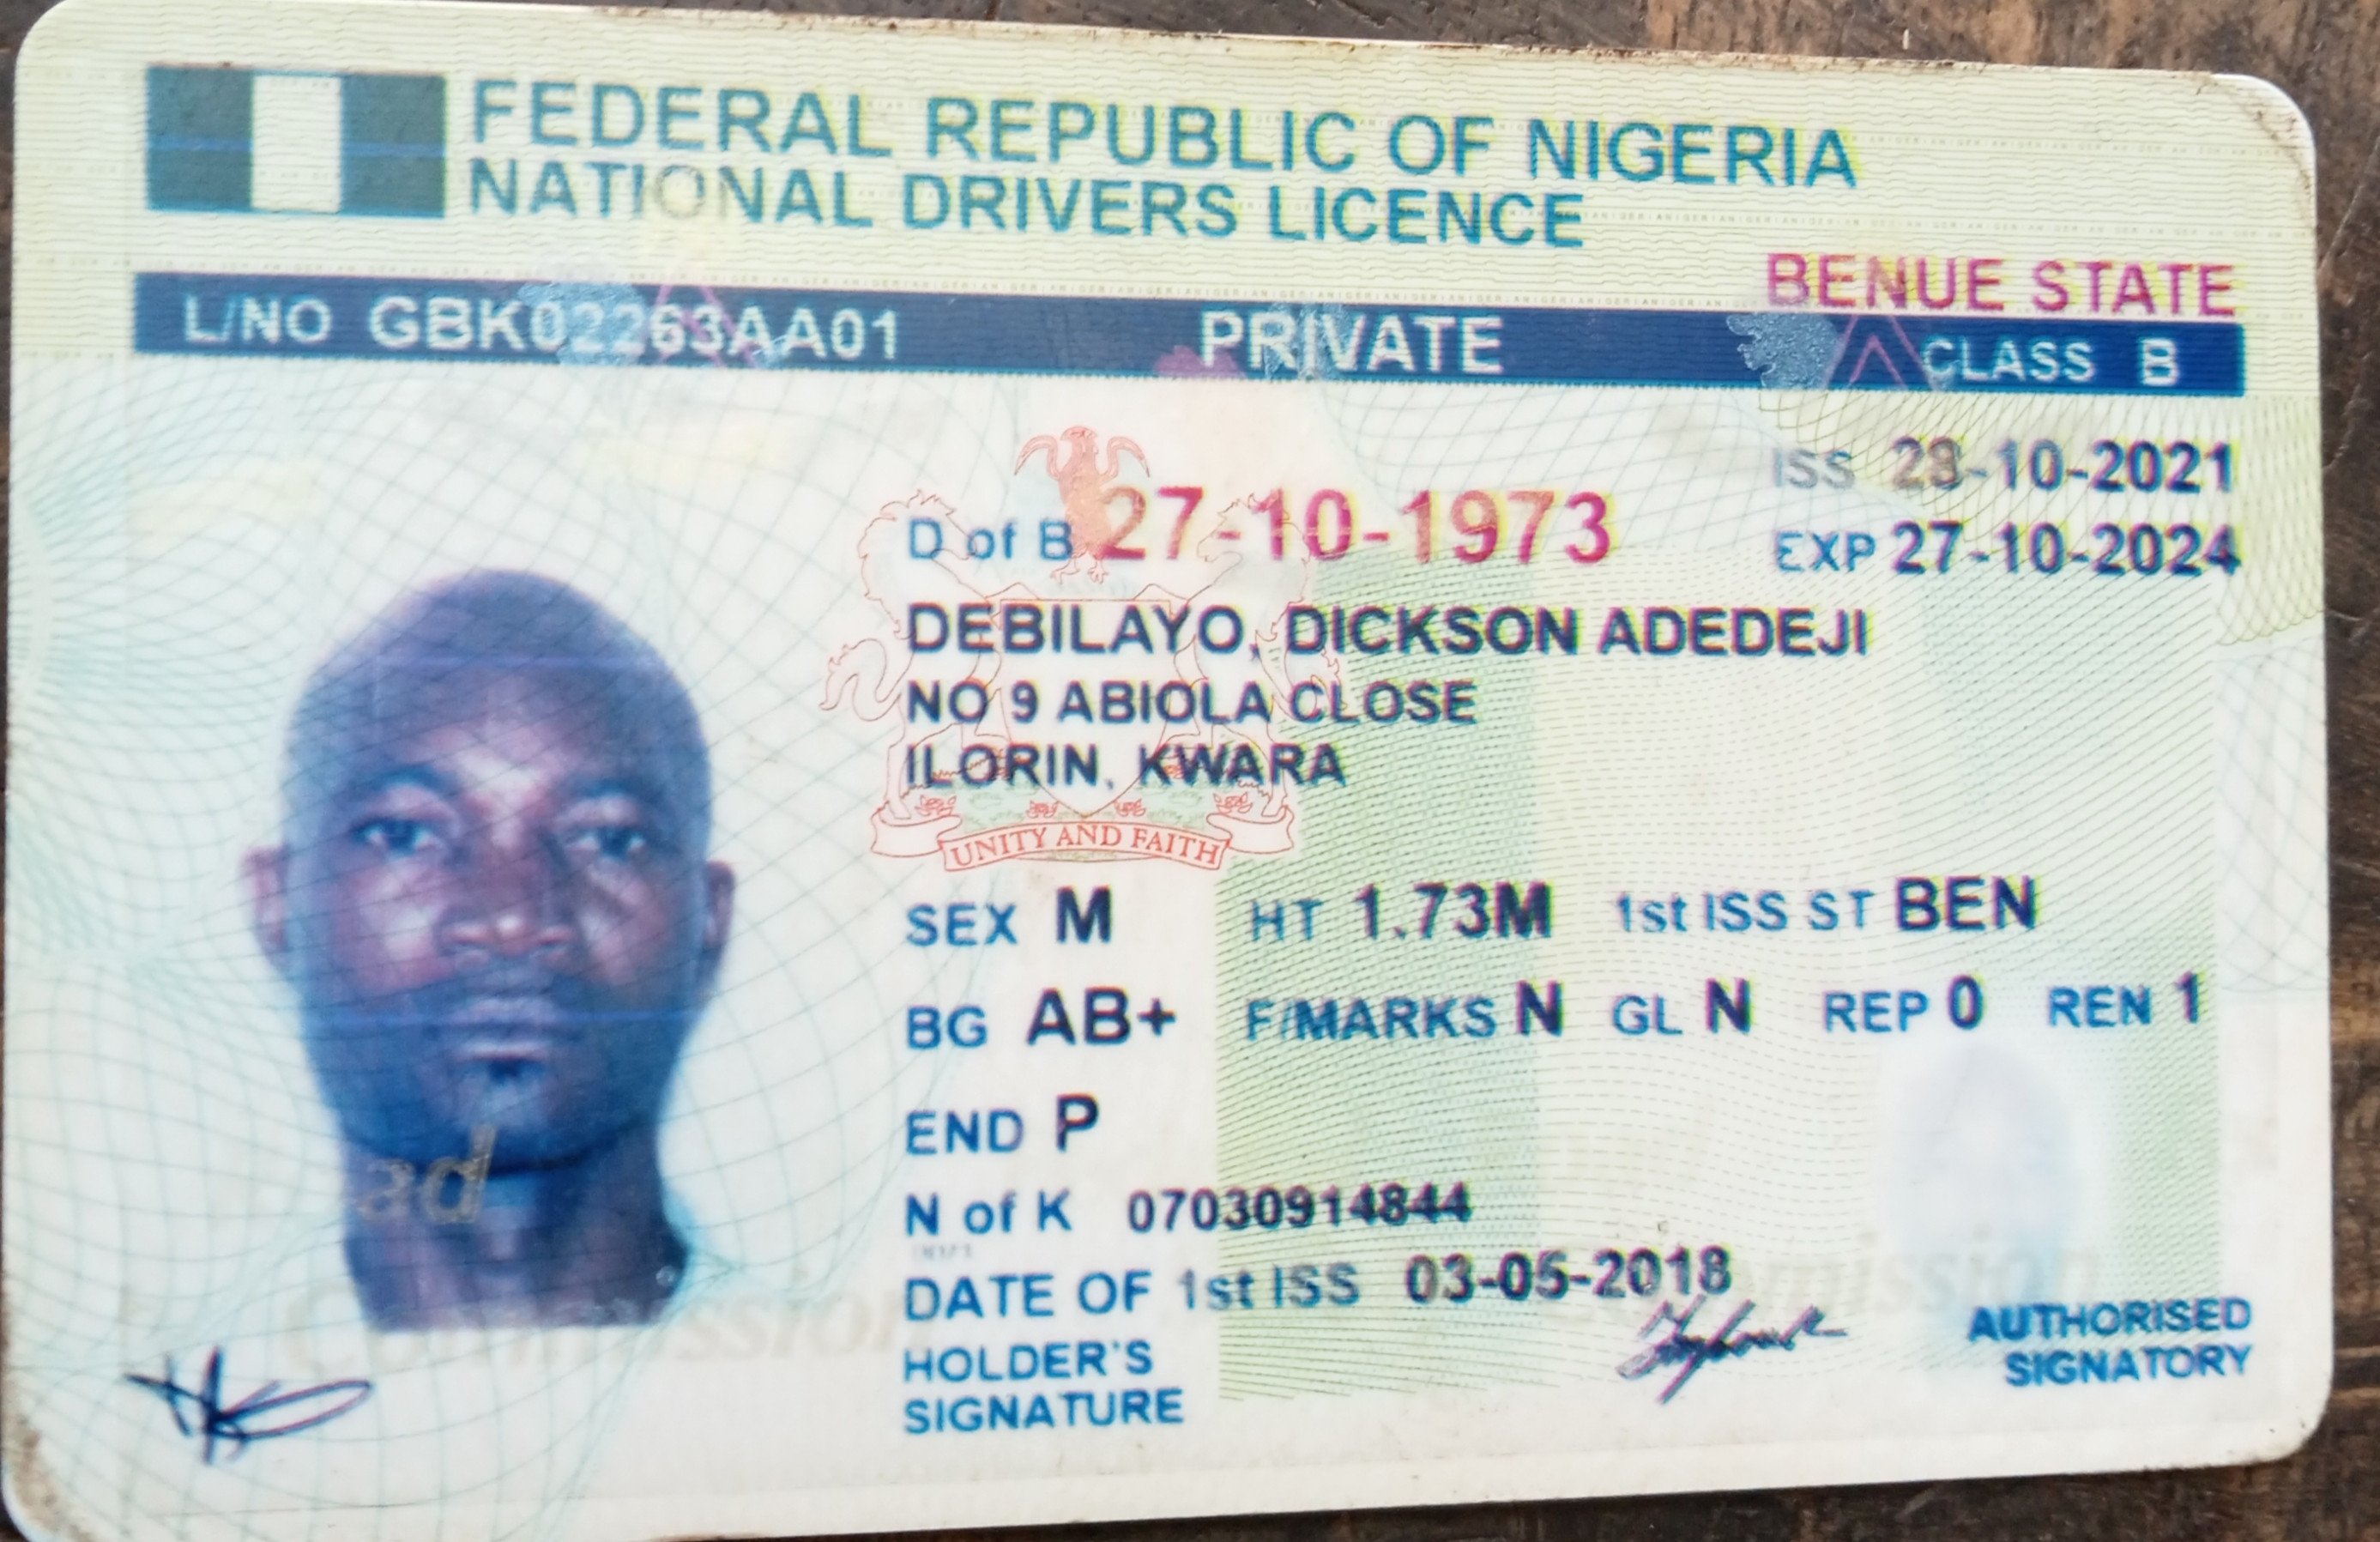 FEDERAL REPUBLIC OF NIGERIA
NATIONAL DRIVERS LICENCE
BENUE STATE
L/NO GBK02263AA01 PRIVATE CLASS B
ISS 28-10-2021
D of B 27-10-1973
EXP 27-10-2024
DEBILAYO, DICKSON ADEDEJI
NO 9 ABIOLA CLOSE
ILORIN, KWARA
UNITY AND FAITH
SEX M HT 1.73M 1st ISS ST BEN
BG AB+ F/MARKS N GL N REP 0 REN 1
END P
ad
N of K 07030914844
DATE OF 1st ISS 03-05-2018
Commission
HOLDER'S
SIGNATURE
AUTHORISED
SIGNATORY